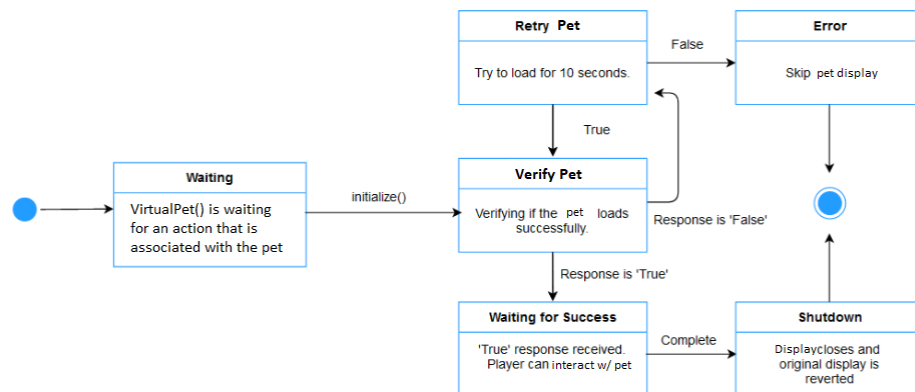 Retry Pet
Try to load for 10 seconds.
False
Error
Skip pet display
True
Waiting
VirtualPet() is waiting
for an action that is
associated with the pet
initialize()
Verify Pet
Verifying if the pet loads
successfully.
Response is 'False'
Response is 'True'
Waiting for Success
'True' response received.
Player can interact w/ pet
Complete
Shutdown
Displaycloses and
original display is
reverted